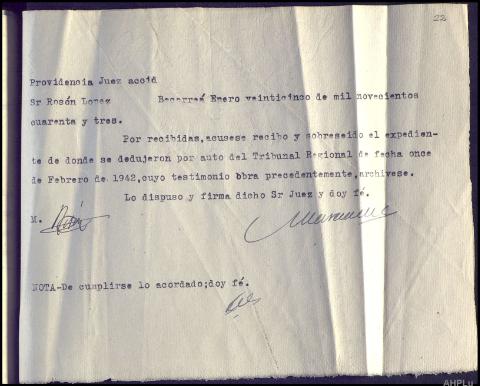 22
Providencia Juez accid
Sr Rosón Lopez Becerreá Enero veinticinco de mil novecientos
cuarenta y tres.
Por recibidas,acusese recibo y sobreseido el expedien-
te de donde se dedujeron por auto del Tribunal Regional de fecha once
de Febrero de 1942,cuyo testimonio obra precedentemente,archivese.
Lo dispuso y firma dicho Sr Juez y doy fé.
M.
NOTA-De cumplirse lo acordado;doy fé.
AHPLu